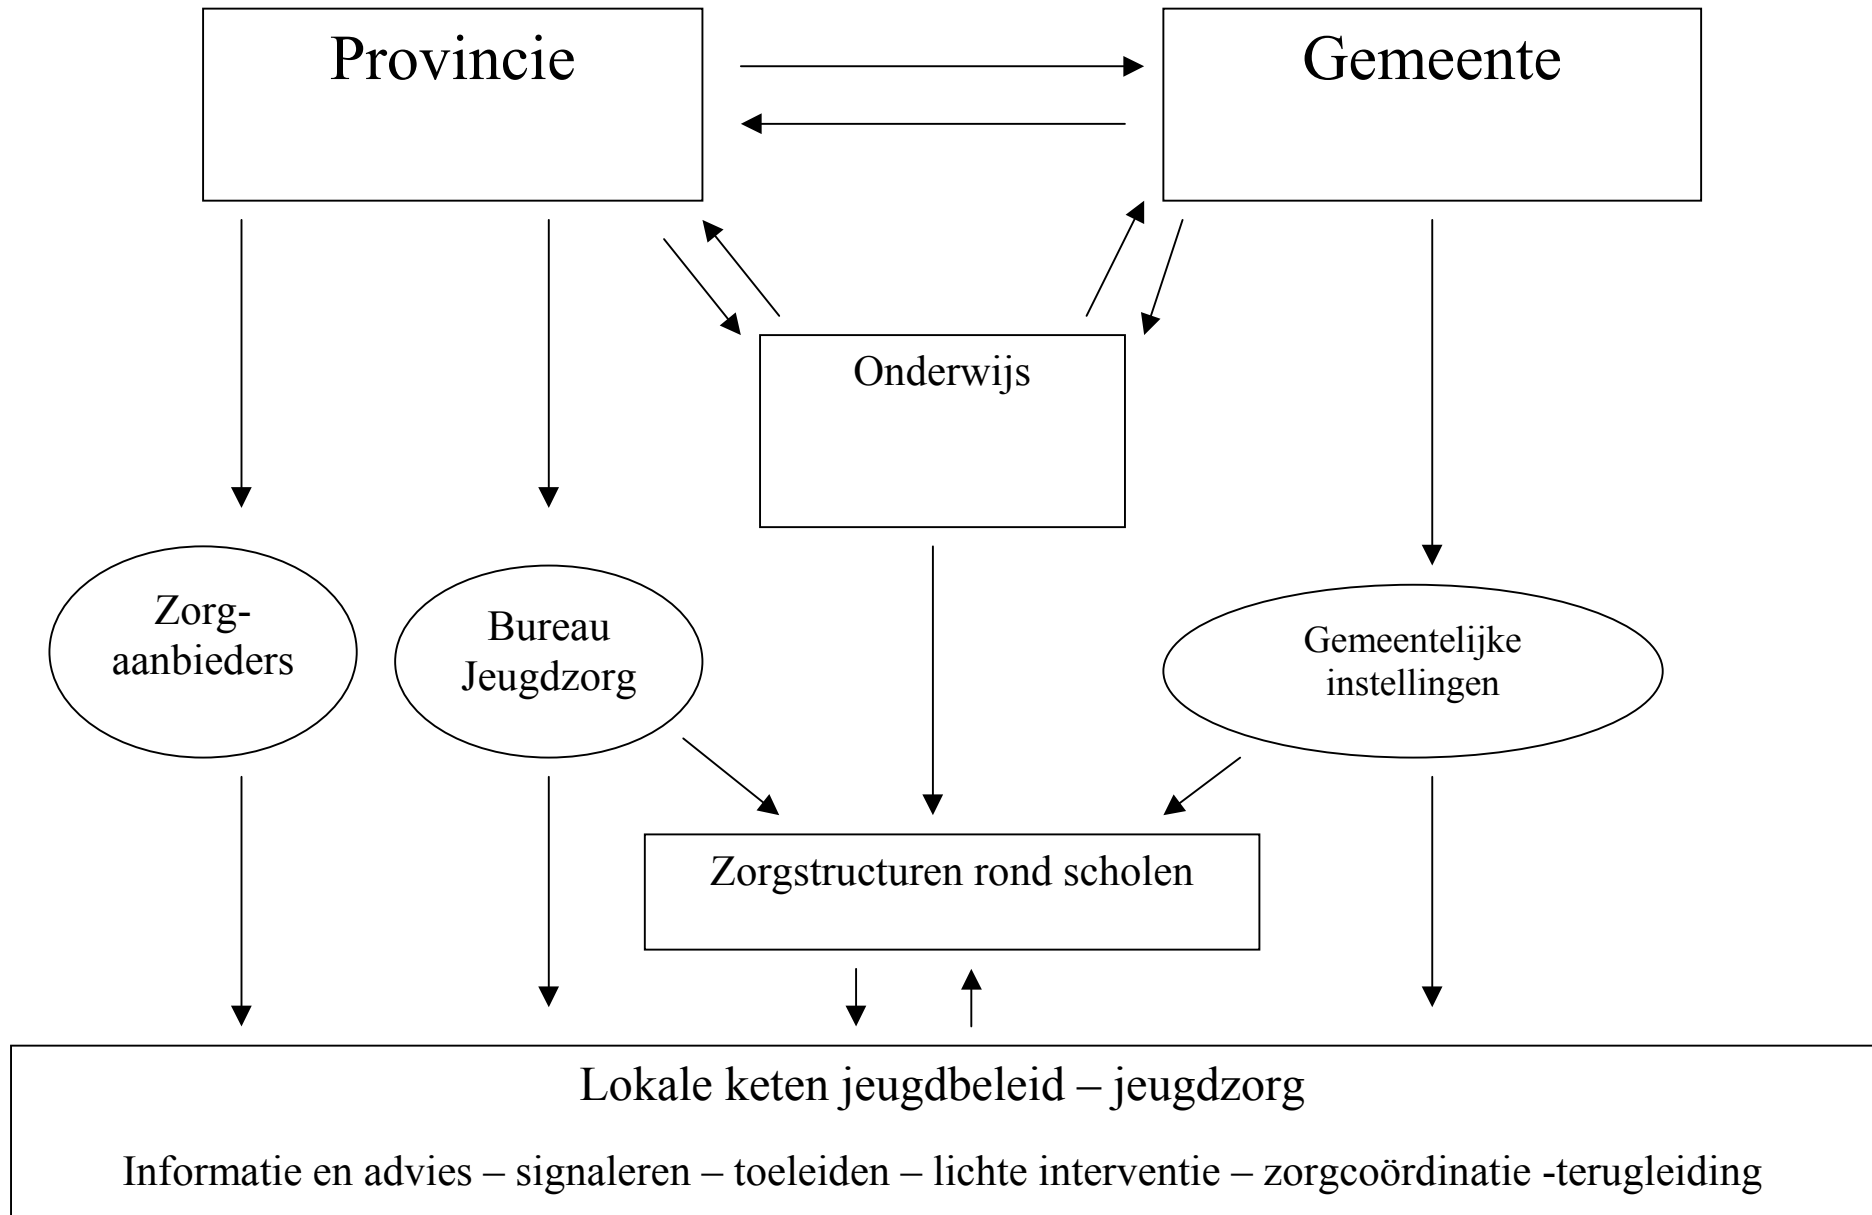 Provincie
Gemeente
Onderwijs
Zorg-
aanbieders
Bureau
Jeugdzorg
Gemeentelijke
instellingen
Zorgstructuren rond scholen
Lokale keten jeugdbeleid – jeugdzorg
Informatie en advies – signaleren – toeleiden – lichte interventie – zorgcoördinatie -terugleiding